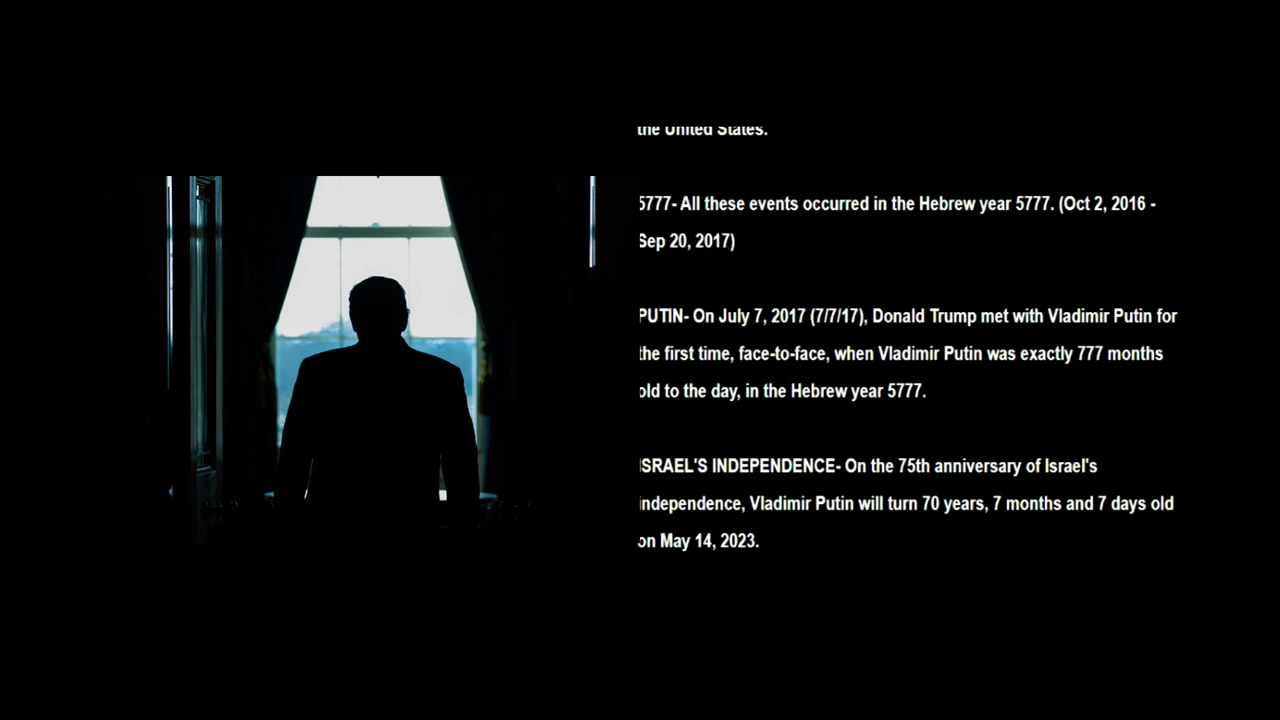 the United States.
5777- All these events occurred in the Hebrew year 5777. (Oct 2, 2016 -
Sep 20, 2017)
PUTIN- On July 7, 2017 (7/7/17), Donald Trump met with Vladimir Putin for
the first time, face-to-face, when Vladimir Putin was exactly 777 months
old to the day, in the Hebrew year 5777.
ISRAEL'S INDEPENDENCE- On the 75th anniversary of Israel's
independence, Vladimir Putin will turn 70 years, 7 months and 7 days old
on May 14, 2023.